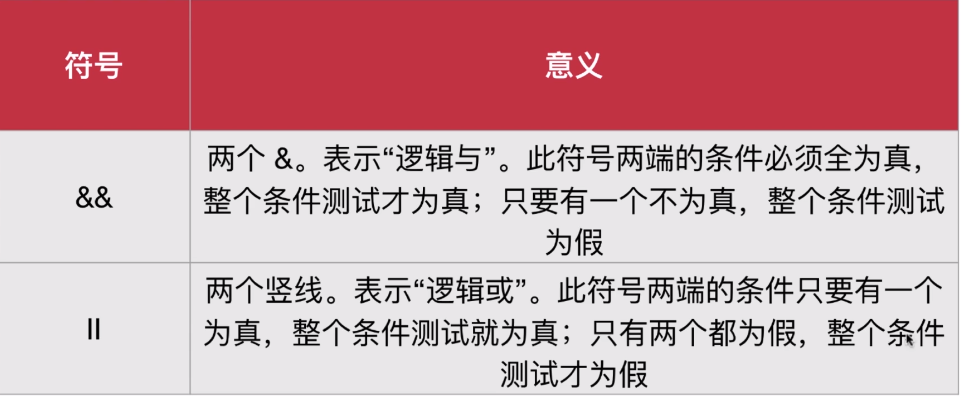 符号
意义
&&
两个 &。表示“逻辑与”。此符号两端的条件必须全为真，
整个条件测试才为真；只要有一个不为真，整个条件测试
为假
||
两个竖线。表示“逻辑或”。此符号两端的条件只要有一个
为真，整个条件测试就为真；只有两个都为假，整个条件
测试才为假